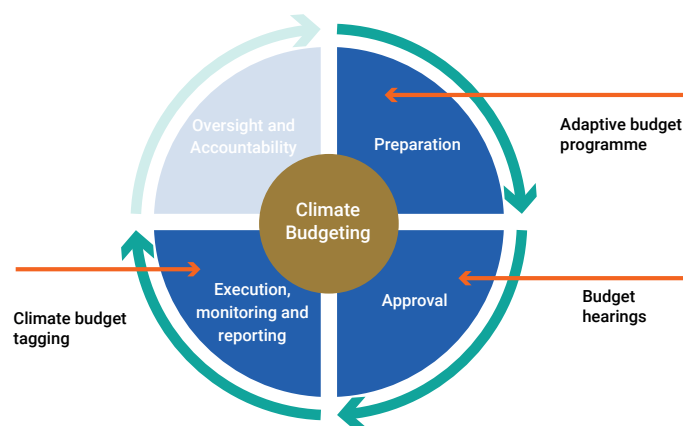 Oversight and
Accountability
Preparation
Adaptive budget
programme
Climate
Budgeting
Execution,
monitoring and
reporting
Approval
Climate budget
tagging
Budget
hearings